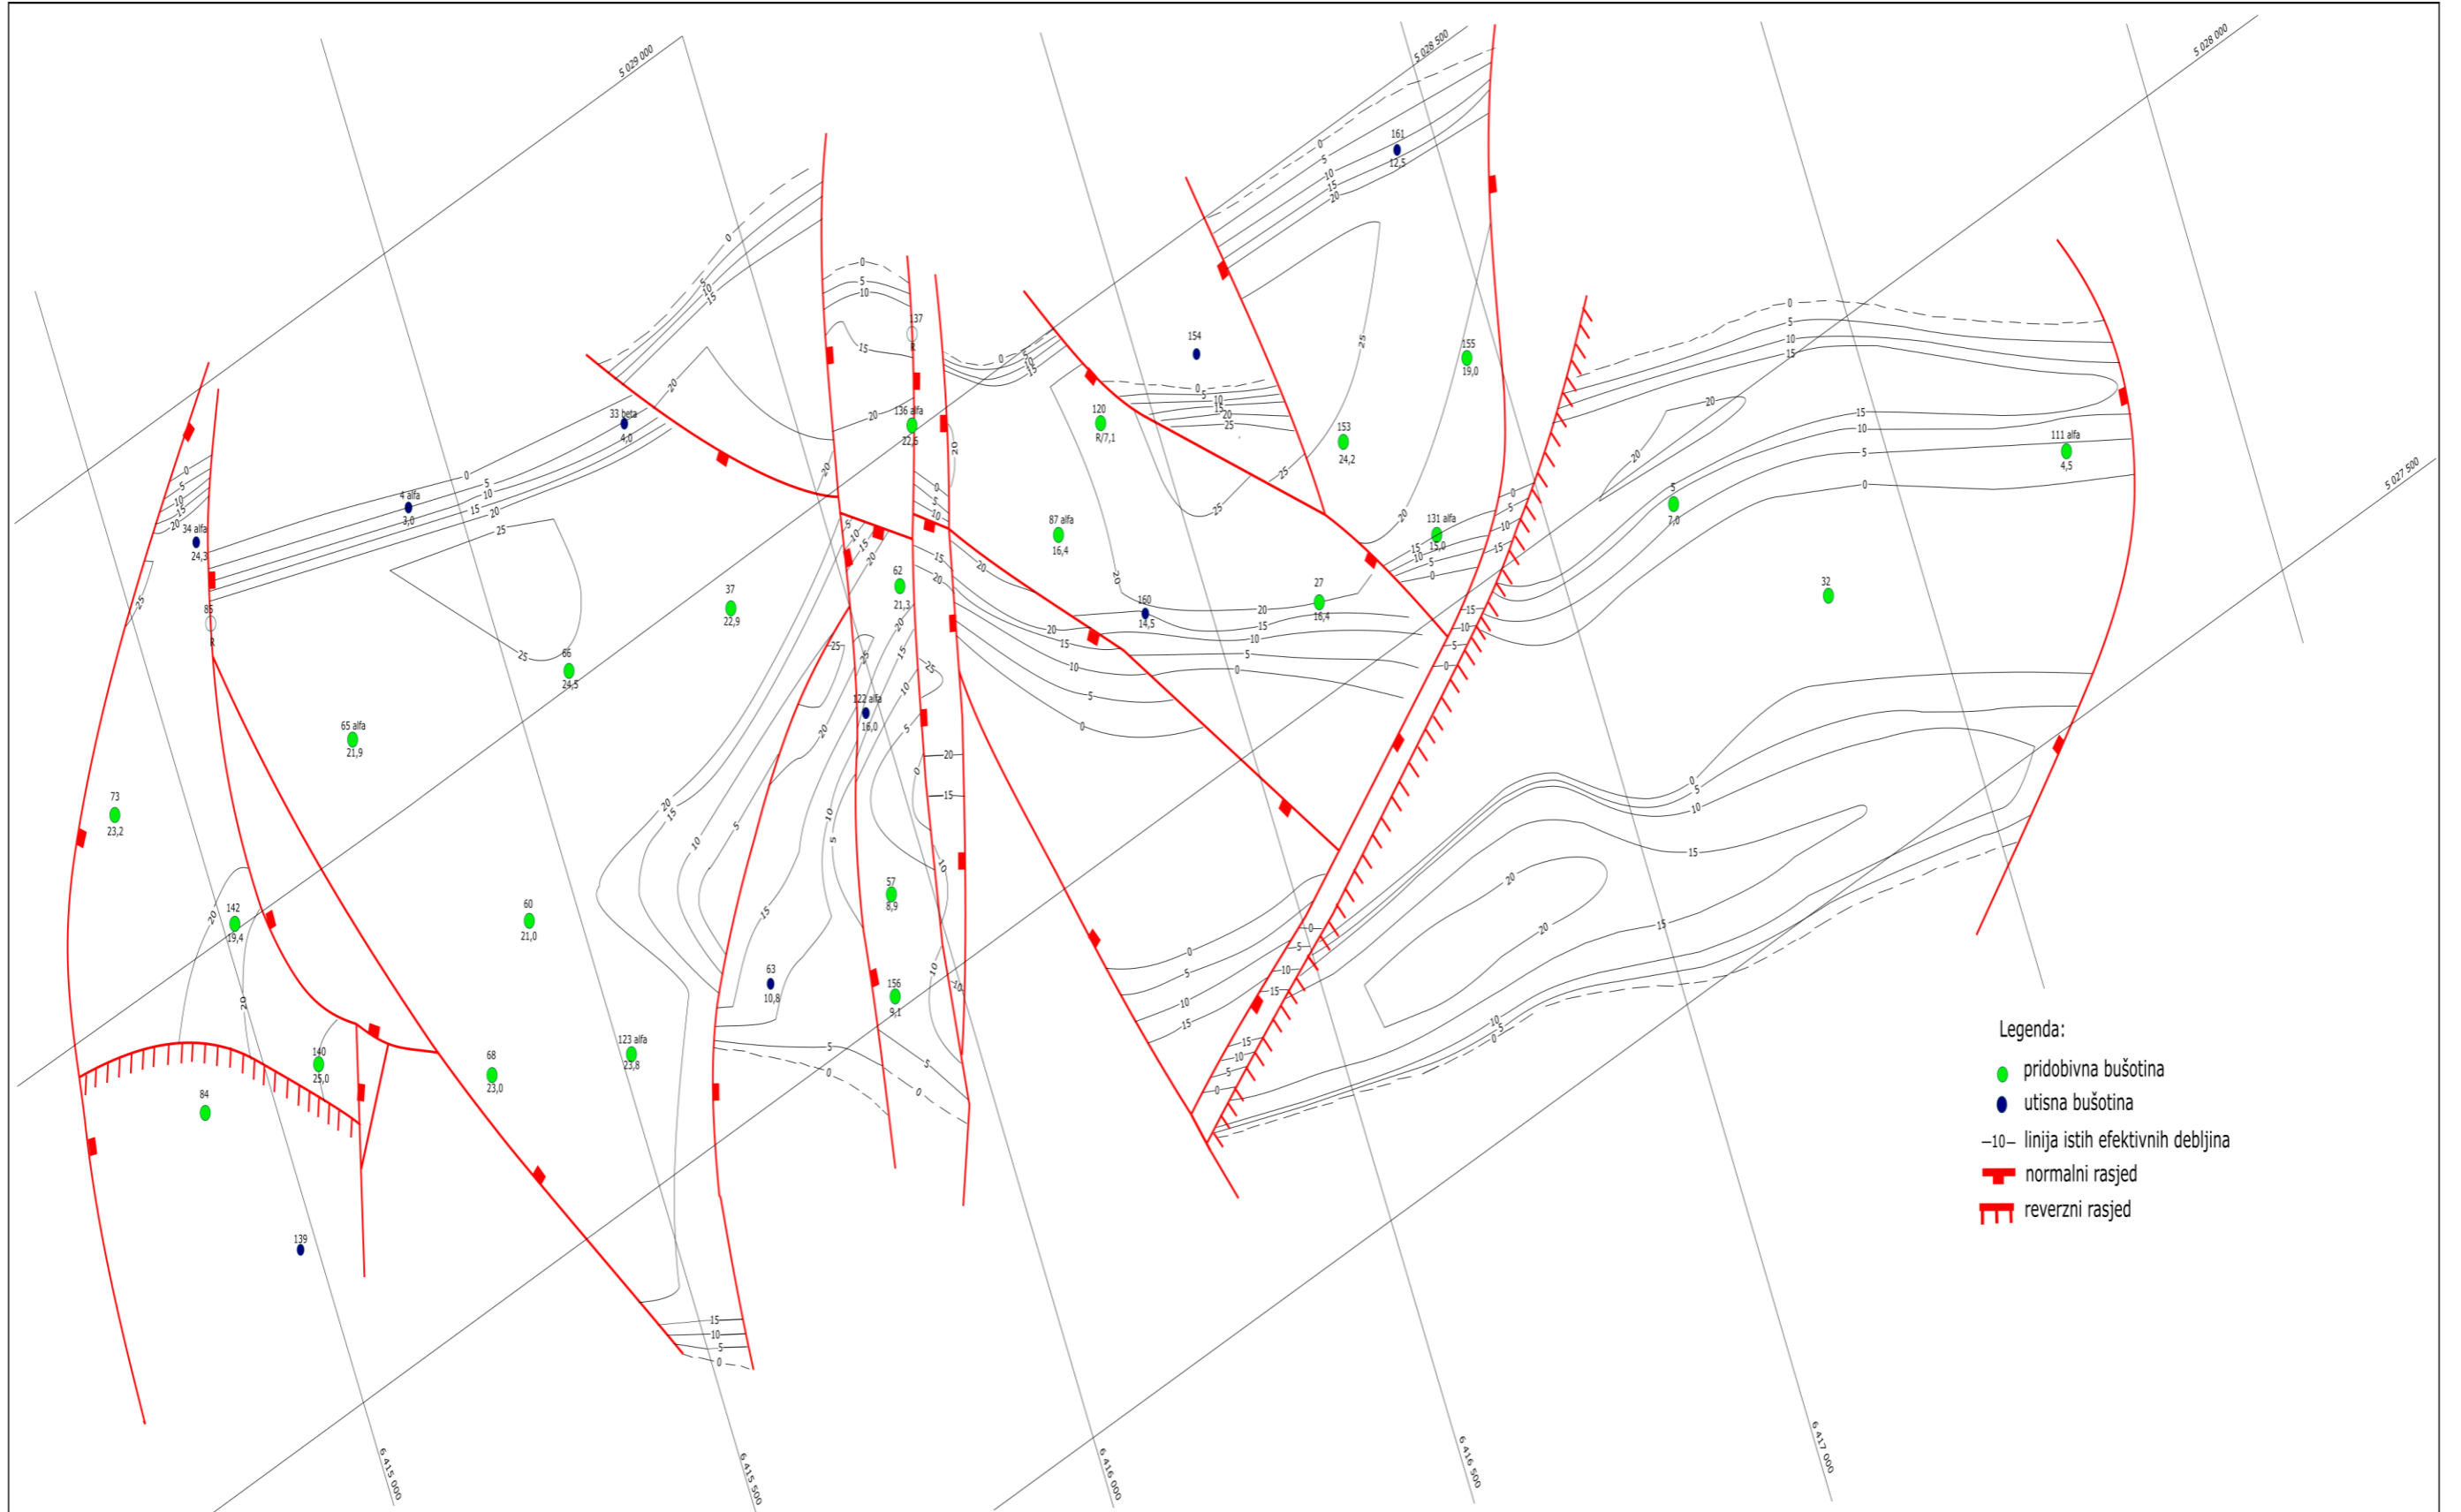 5 029 000
5 028 500
5 028 000
5 027 500
6 415 000
6 415 500
6 416 000
6 416 500
6 417 000
161
12,5
154
155
19,0
153
24,2
120
R/7,1
137
R
136 alfa
22,6
33 beta
4,0
4 alfa
3,0
34 alfa
24,3
85
R
87 alfa
16,4
131 alfa
15,0
5
7,0
111 alfa
4,5
32
27
16,4
160
14,5
62
21,3
37
22,9
66
24,5
65 alfa
21,9
122 alfa
16,0
73
23,2
142
19,4
60
21,0
57
8,9
63
10,8
156
9,1
123 alfa
23,8
68
23,0
140
25,0
84
139
0
5
10
15
20
25
Legenda:
pridobivna bušotina
utisna bušotina
—10— linija istih efektivnih debljina
normalni rasjed
reverzni rasjed